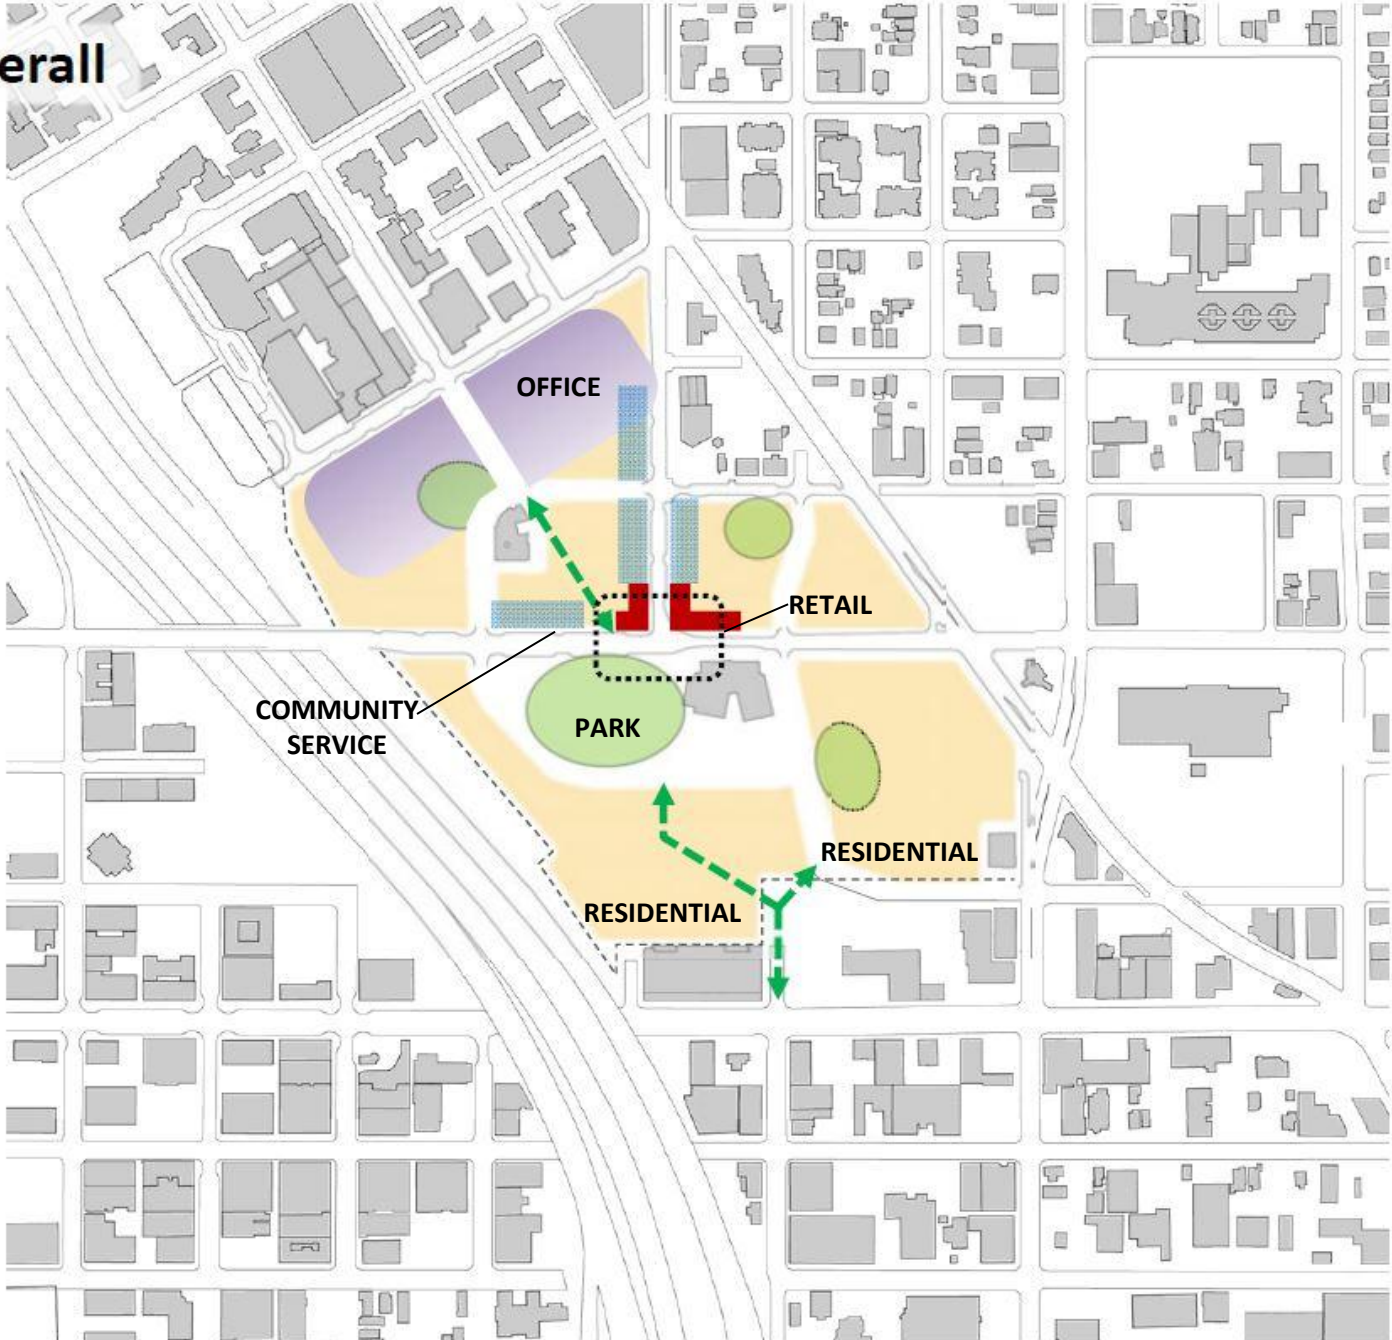 erall
OFFICE
RETAIL
COMMUNITY
SERVICE
PARK
RESIDENTIAL
RESIDENTIAL